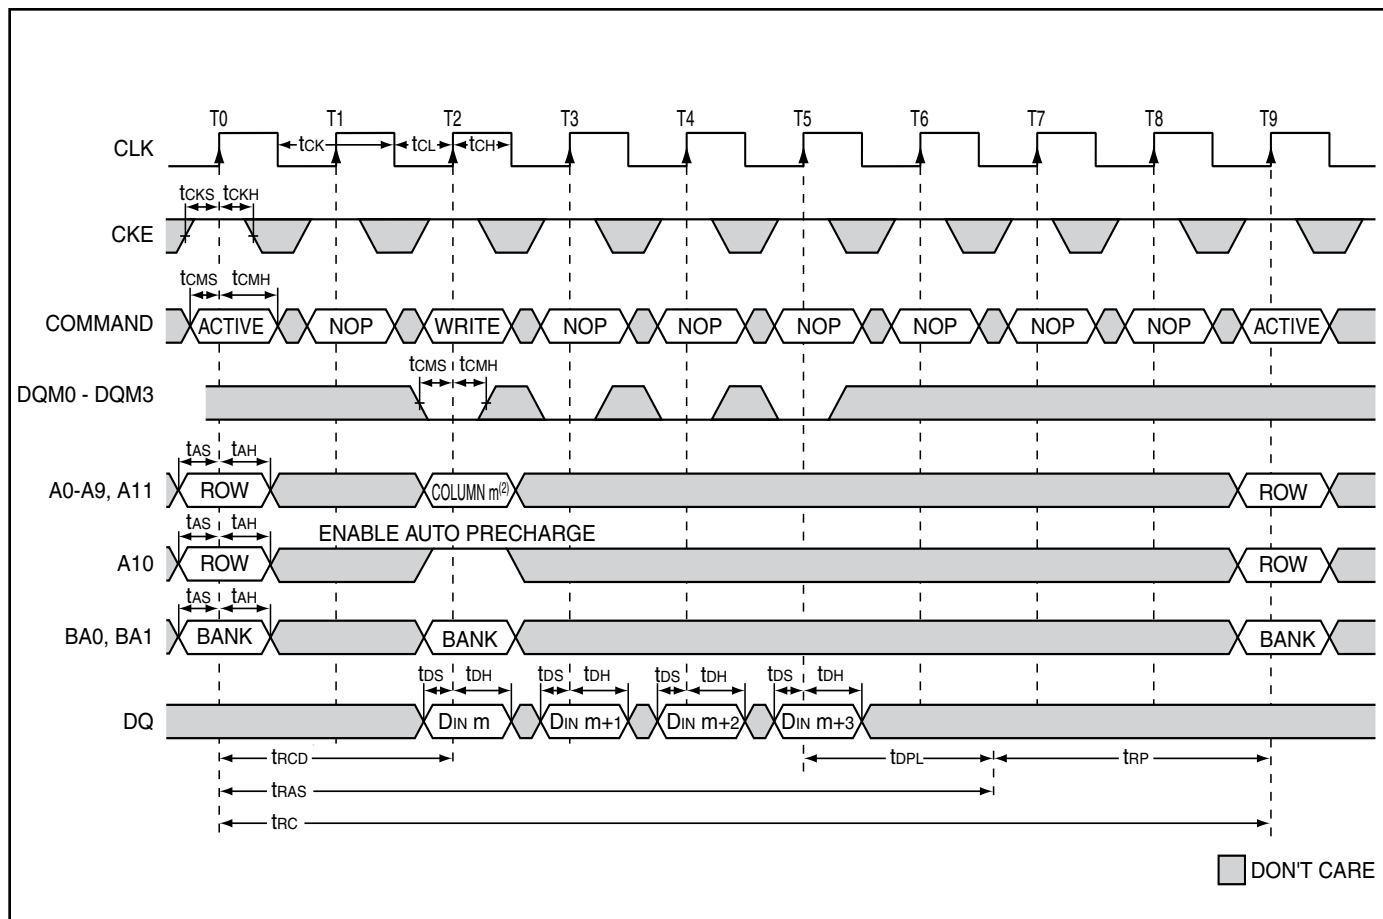 T0 T1 T2 T3 T4 T5 T6 T7 T8 T9
CLK tCK tCL tCH
tCKS tCKH
CKE
tCMS tCMH
COMMAND ACTIVE NOP WRITE NOP NOP NOP NOP NOP NOP ACTIVE
tCMS tCMH
DQM0 - DQM3
tAS tAH
A0-A9, A11 ROW COLUMN m(2) ROW
tAS tAH ENABLE AUTO PRECHARGE
A10 ROW ROW
tAS tAH
BA0, BA1 BANK BANK BANK
tDS tDH tDS tDH tDS tDH tDS tDH
DQ DIN m DIN m+1 DIN m+2 DIN m+3
tRCD tDPL tRP
tRAS
tRC
DON'T CARE